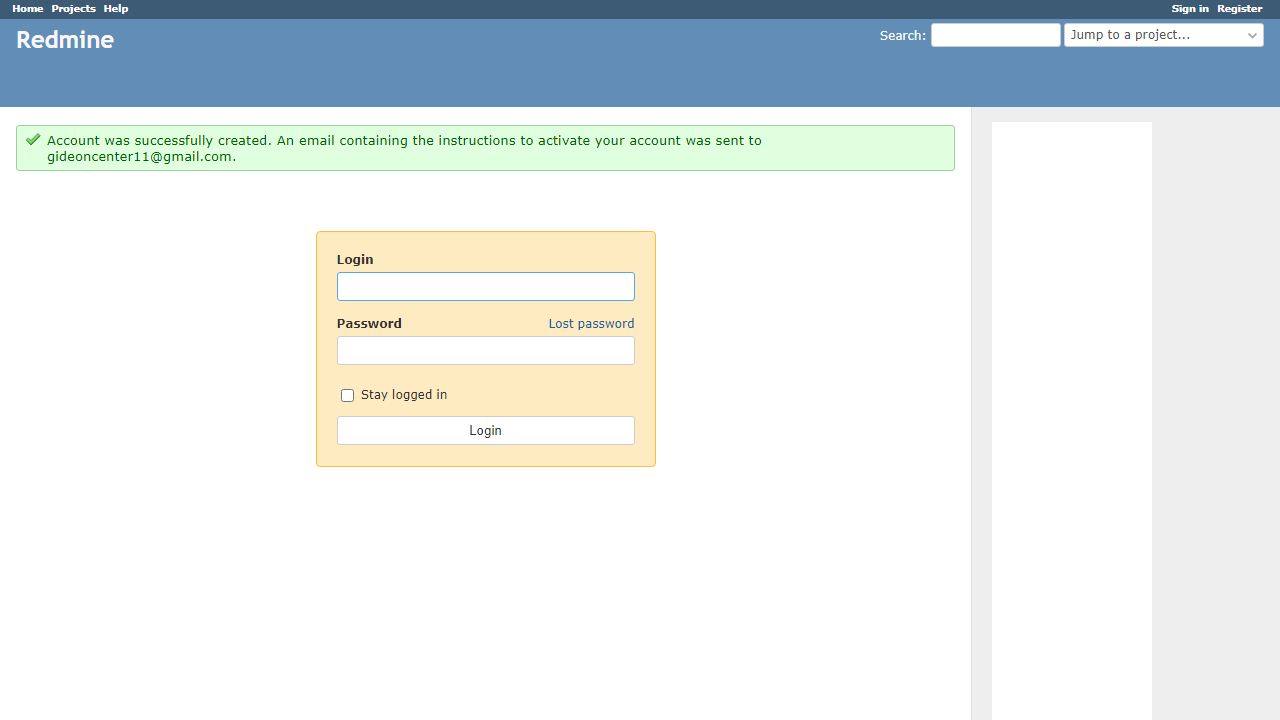 Home Projects Help Sign in Register
Redmine
Search: Jump to a project...
Account was successfully created. An email containing the instructions to activate your account was sent to
gideoncenter11@gmail.com.
Login
Password Lost password
Stay logged in
Login